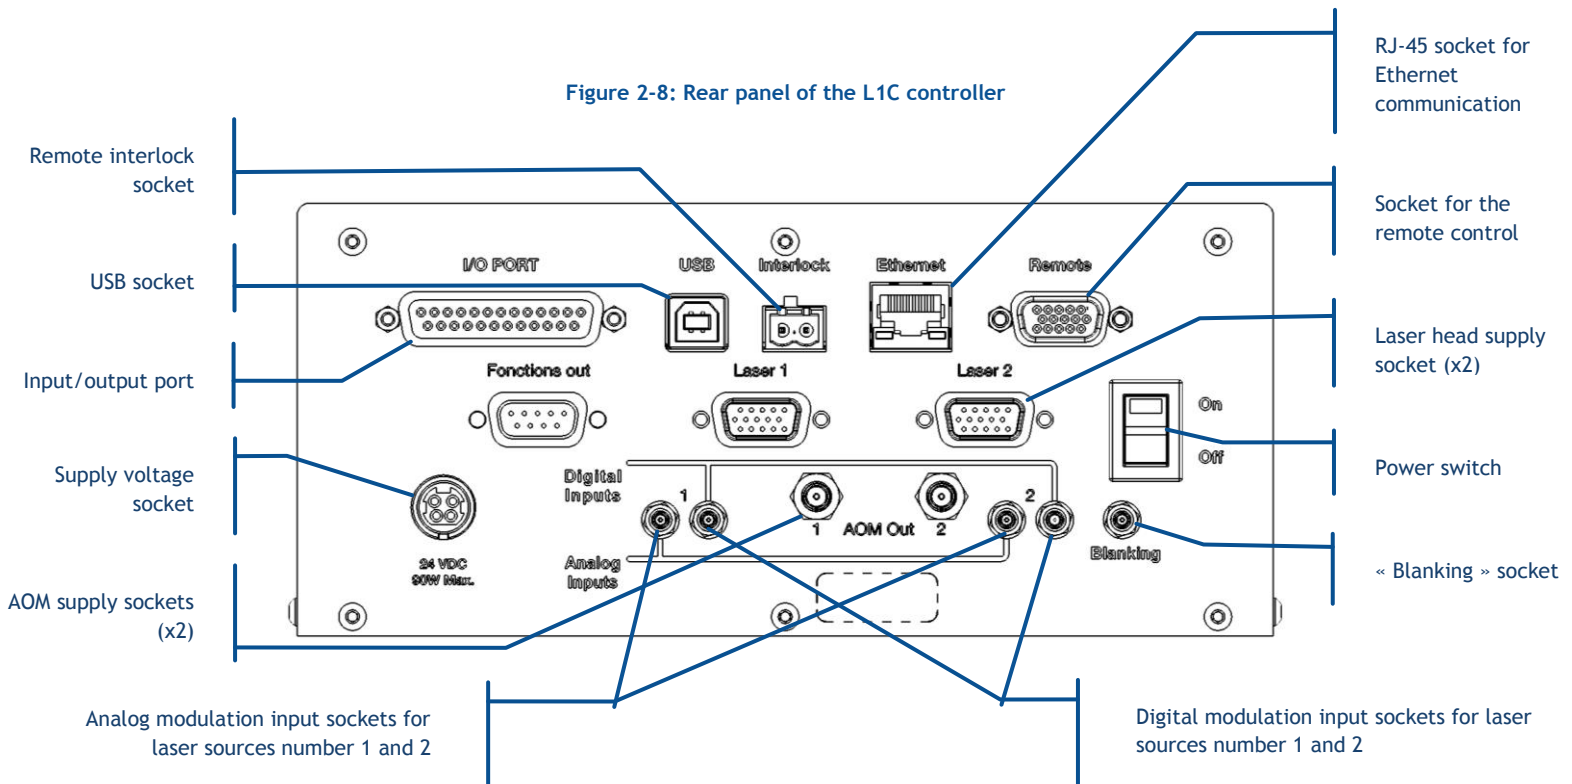 RJ-45 socket for
Ethernet
communication
Figure 2-8: Rear panel of the L1C controller
Remote interlock
socket
Socket for the
remote control
I/O PORT
USB
Interlock
Ethernet
Remote
USB socket
Laser head supply
socket (x2)
Input/output port
Fonctions out
Laser 1
Laser 2
On
Off
Power switch
Supply voltage
socket
Digital
Inputs
1
2
1 AOM Out 2
Blanking
24 VDC
90W Max.
Analog
Inputs
« Blanking » socket
AOM supply sockets
(x2)
Analog modulation input sockets for
laser sources number 1 and 2
Digital modulation input sockets for laser
sources number 1 and 2